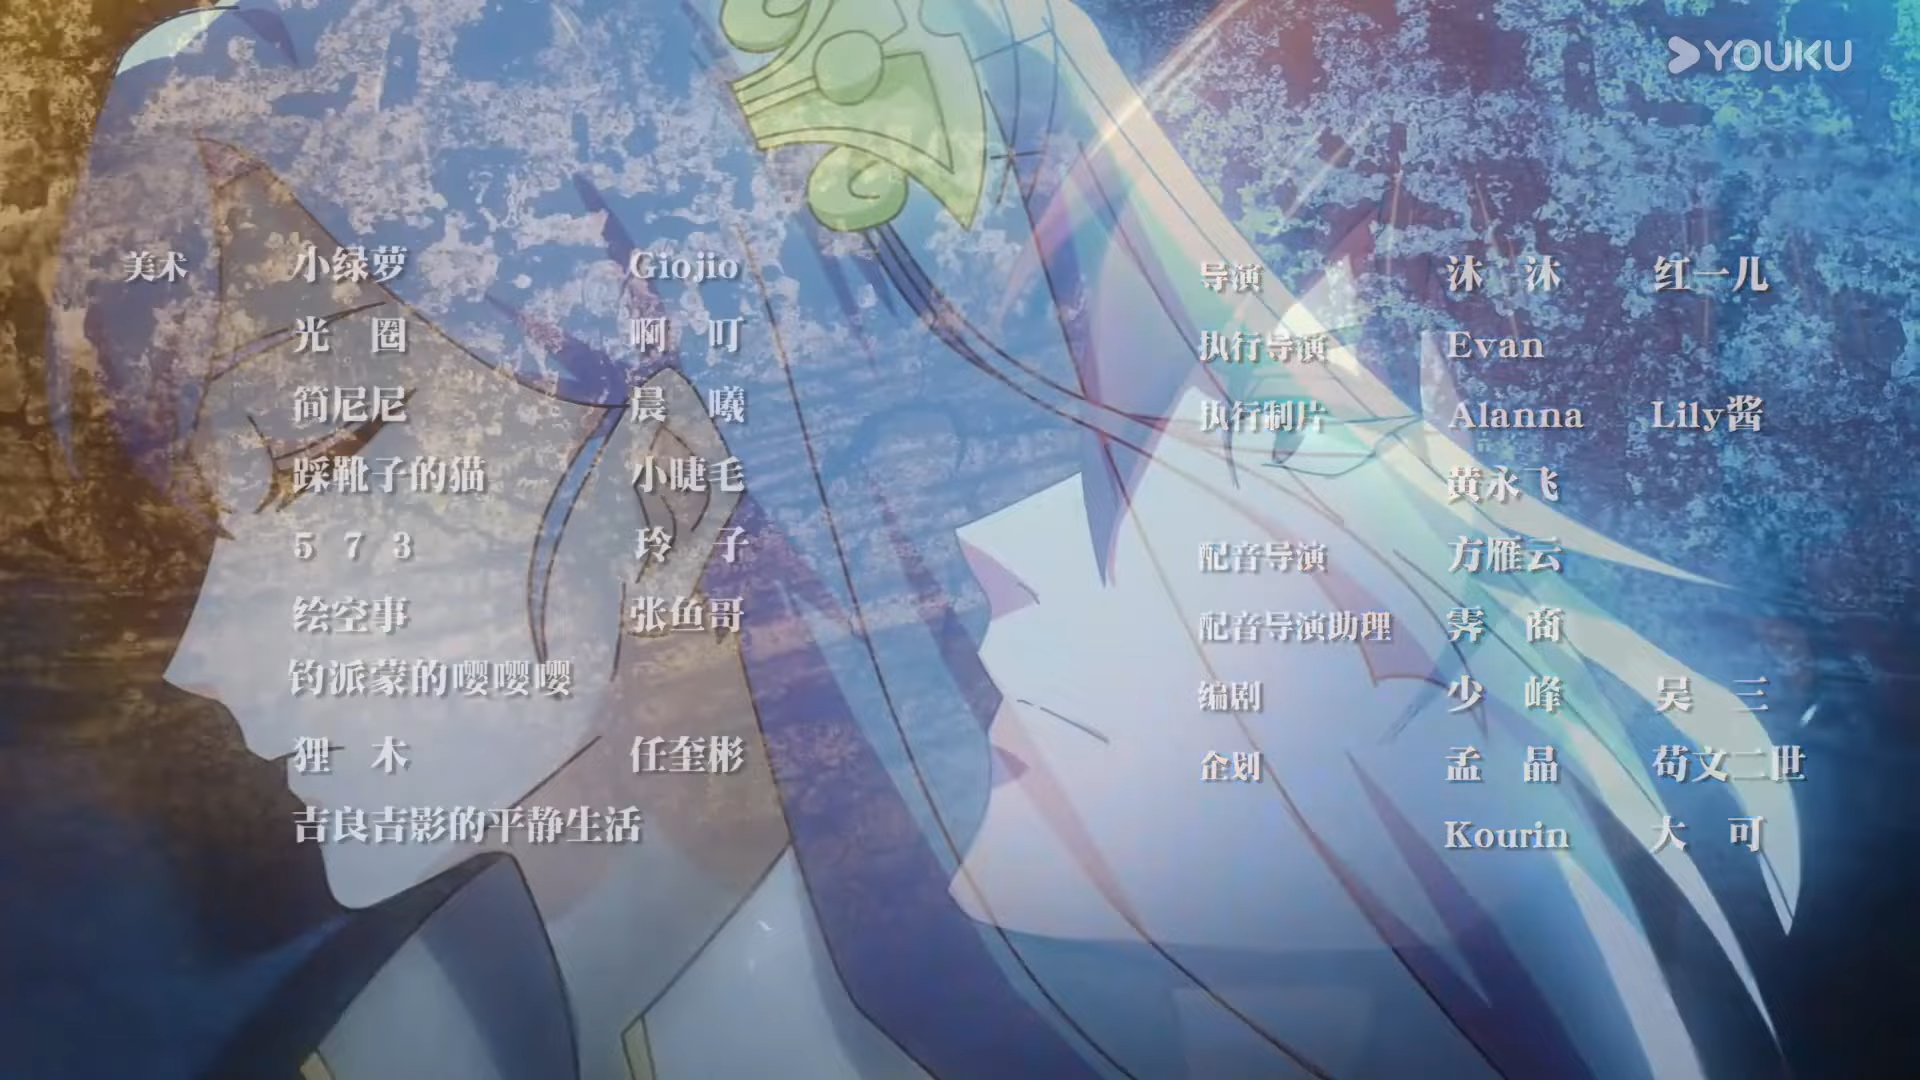 YOUKU
美术 小绿萝 Giojio
光 圈 啊 叮
简尼尼 晨 曦
踩靴子的猫 小睫毛
5 7 3 玲 子
绘空事 张鱼哥
钓派蒙的嘤嘤嘤
狸 木 任奎彬
吉良吉影的平静生活
导演 沐 沐 红一儿
执行导演 Evan
执行制片 Alanna Lily酱
黄永飞
配音导演 方雁云
配音导演助理 霁 商
编剧 少 峰 吴 三
企划 孟 晶 苟文二世
Kourin 大 可